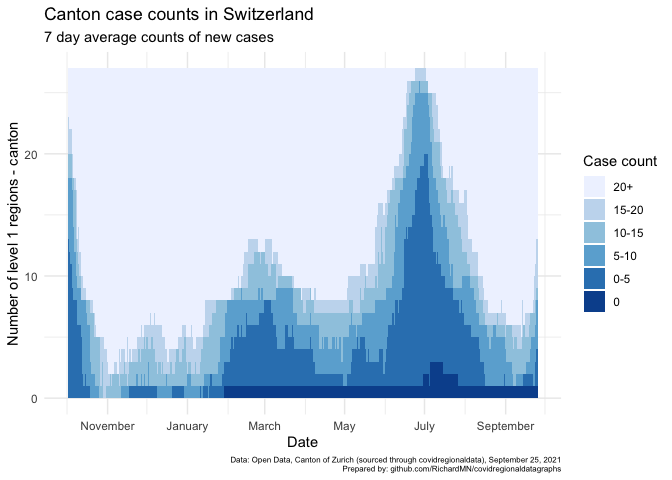 Canton case counts in Switzerland
7 day average counts of new cases
Number of level 1 regions - canton
20
10
0
November January March May July September
Date
Case count
20+
15-20
10-15
5-10
0-5
0
Data: Open Data, Canton of Zurich (sourced through covidregionaldata), September 25, 2021
Prepared by: github.com/RichardMN/covidregionaldatagraphs